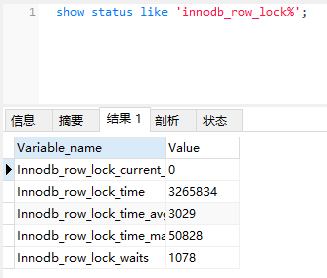 1 show status like 'innodb_row_lock%';
信息 摘要 结果 1 剖析 状态
Variable_name Value
Innodb_row_lock_current_ 0
Innodb_row_lock_time 3265834
Innodb_row_lock_time_avg 3029
Innodb_row_lock_time_ma 50828
Innodb_row_lock_waits 1078